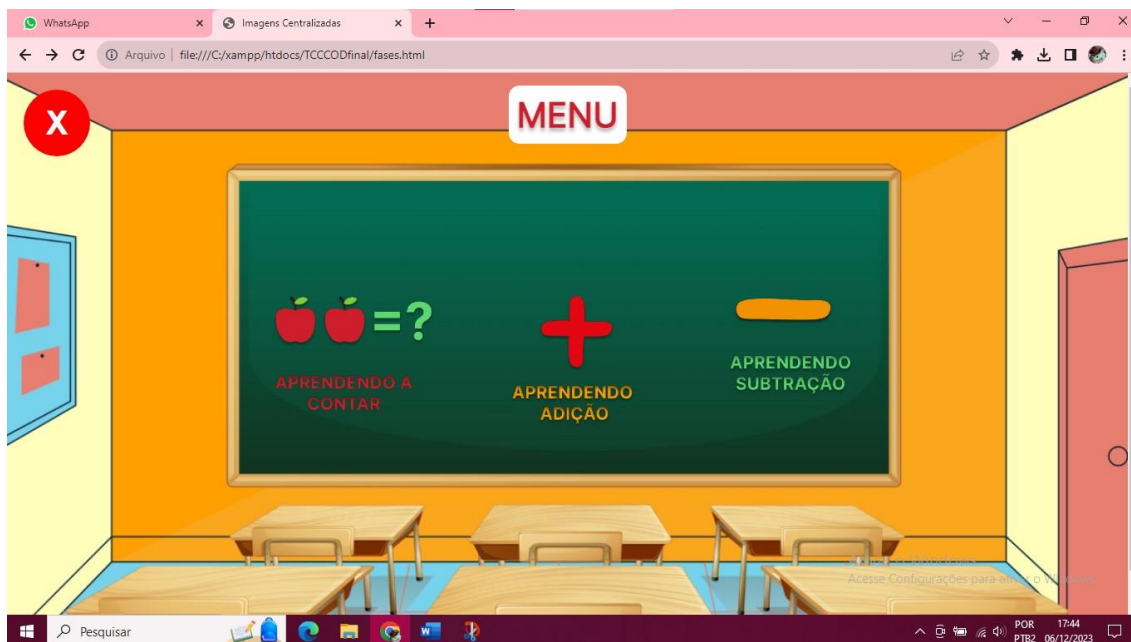 WhatsApp
Imagens Centralizadas
Arquivo | file:///C:/xampp/htdocs/TCCCODfinal/fases.html
X
MENU
=?
APRENDENDO A
CONTAR
APRENDENDO
ADIÇÃO
APRENDENDO
SUBTRAÇÃO
Acesse Configurações para ativar o Windows.
Pesquisar
W
POR
PTB2
17:44
06/12/2023